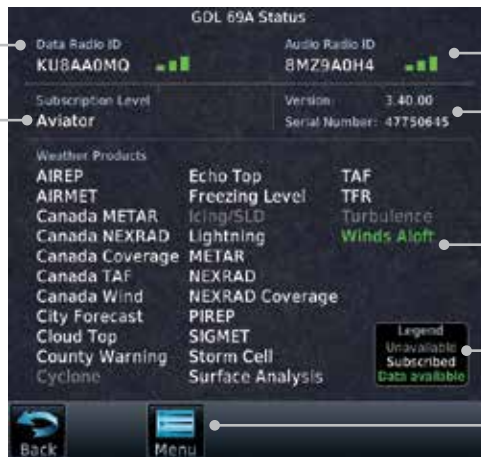 GDL 69A Status
Data Radio ID
KU8AA0MQ
Audio Radio ID
8MZ9A0H4
Subscription Level
Aviator
Version 3.40.00
Serial Number: 47750645
Weather Products
AIREP
AIRMET
Canada METAR
Canada NEXRAD
Canada Coverage
Canada TAF
Canada Wind
City Forecast
Cloud Top
County Warning
Cyclone
Echo Top
Freezing Level
Icing/SLD
Lightning
METAR
NEXRAD
NEXRAD Coverage
PIREP
SIGMET
Storm Cell
Surface Analysis
TAF
TFR
Turbulence
Winds Aloft
Legend
Unavailable
Subscribed
Data available
Back
Menu